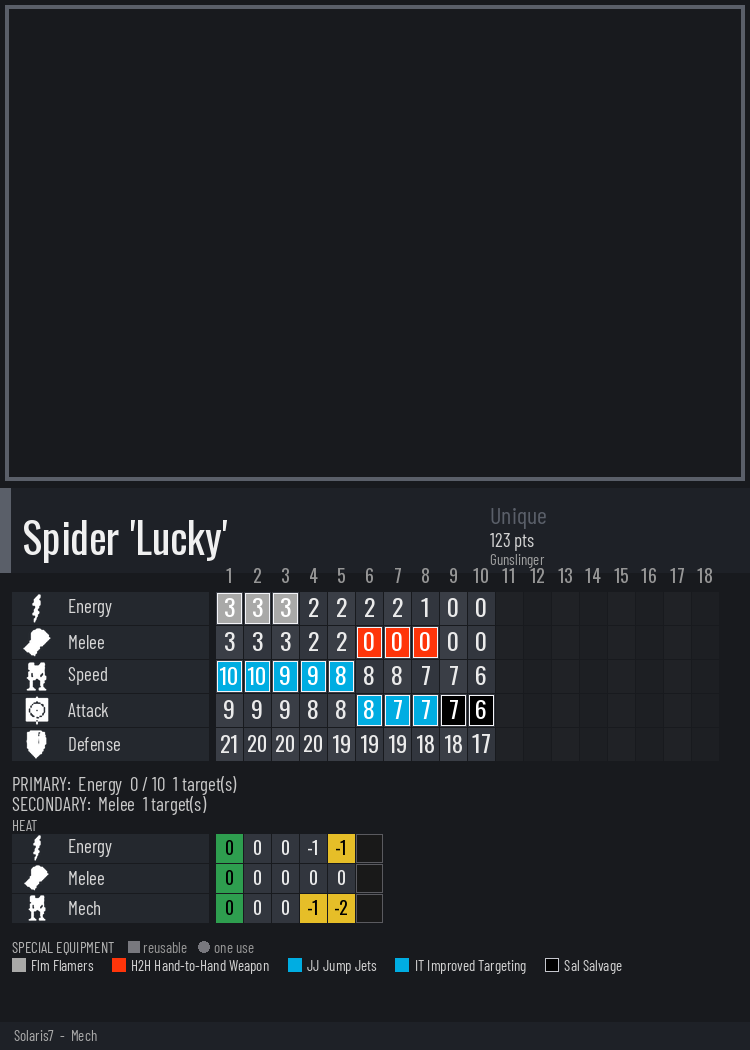 Spider 'Lucky'
Unique
123 pts
Gunslinger
1 2 3 4 5 6 7 8 9 10 11 12 13 14 15 16 17 18
Energy 3 3 3 2 2 2 2 1 0 0
Melee 3 3 3 2 2 0 0 0 0 0
Speed 10 10 9 9 8 8 8 7 7 6
Attack 9 9 9 8 8 8 7 7 7 6
Defense 21 20 20 20 19 19 19 18 18 17
PRIMARY: Energy 0 / 10 1 target(s)
SECONDARY: Melee 1 target(s)
HEAT
Energy 0 0 0 -1 -1
Melee 0 0 0 0 0
Mech 0 0 0 -1 -2
SPECIAL EQUIPMENT reusable one use
Flm Flamers H2H Hand-to-Hand Weapon JJ Jump Jets IT Improved Targeting Sal Salvage
Solaris7 - Mech